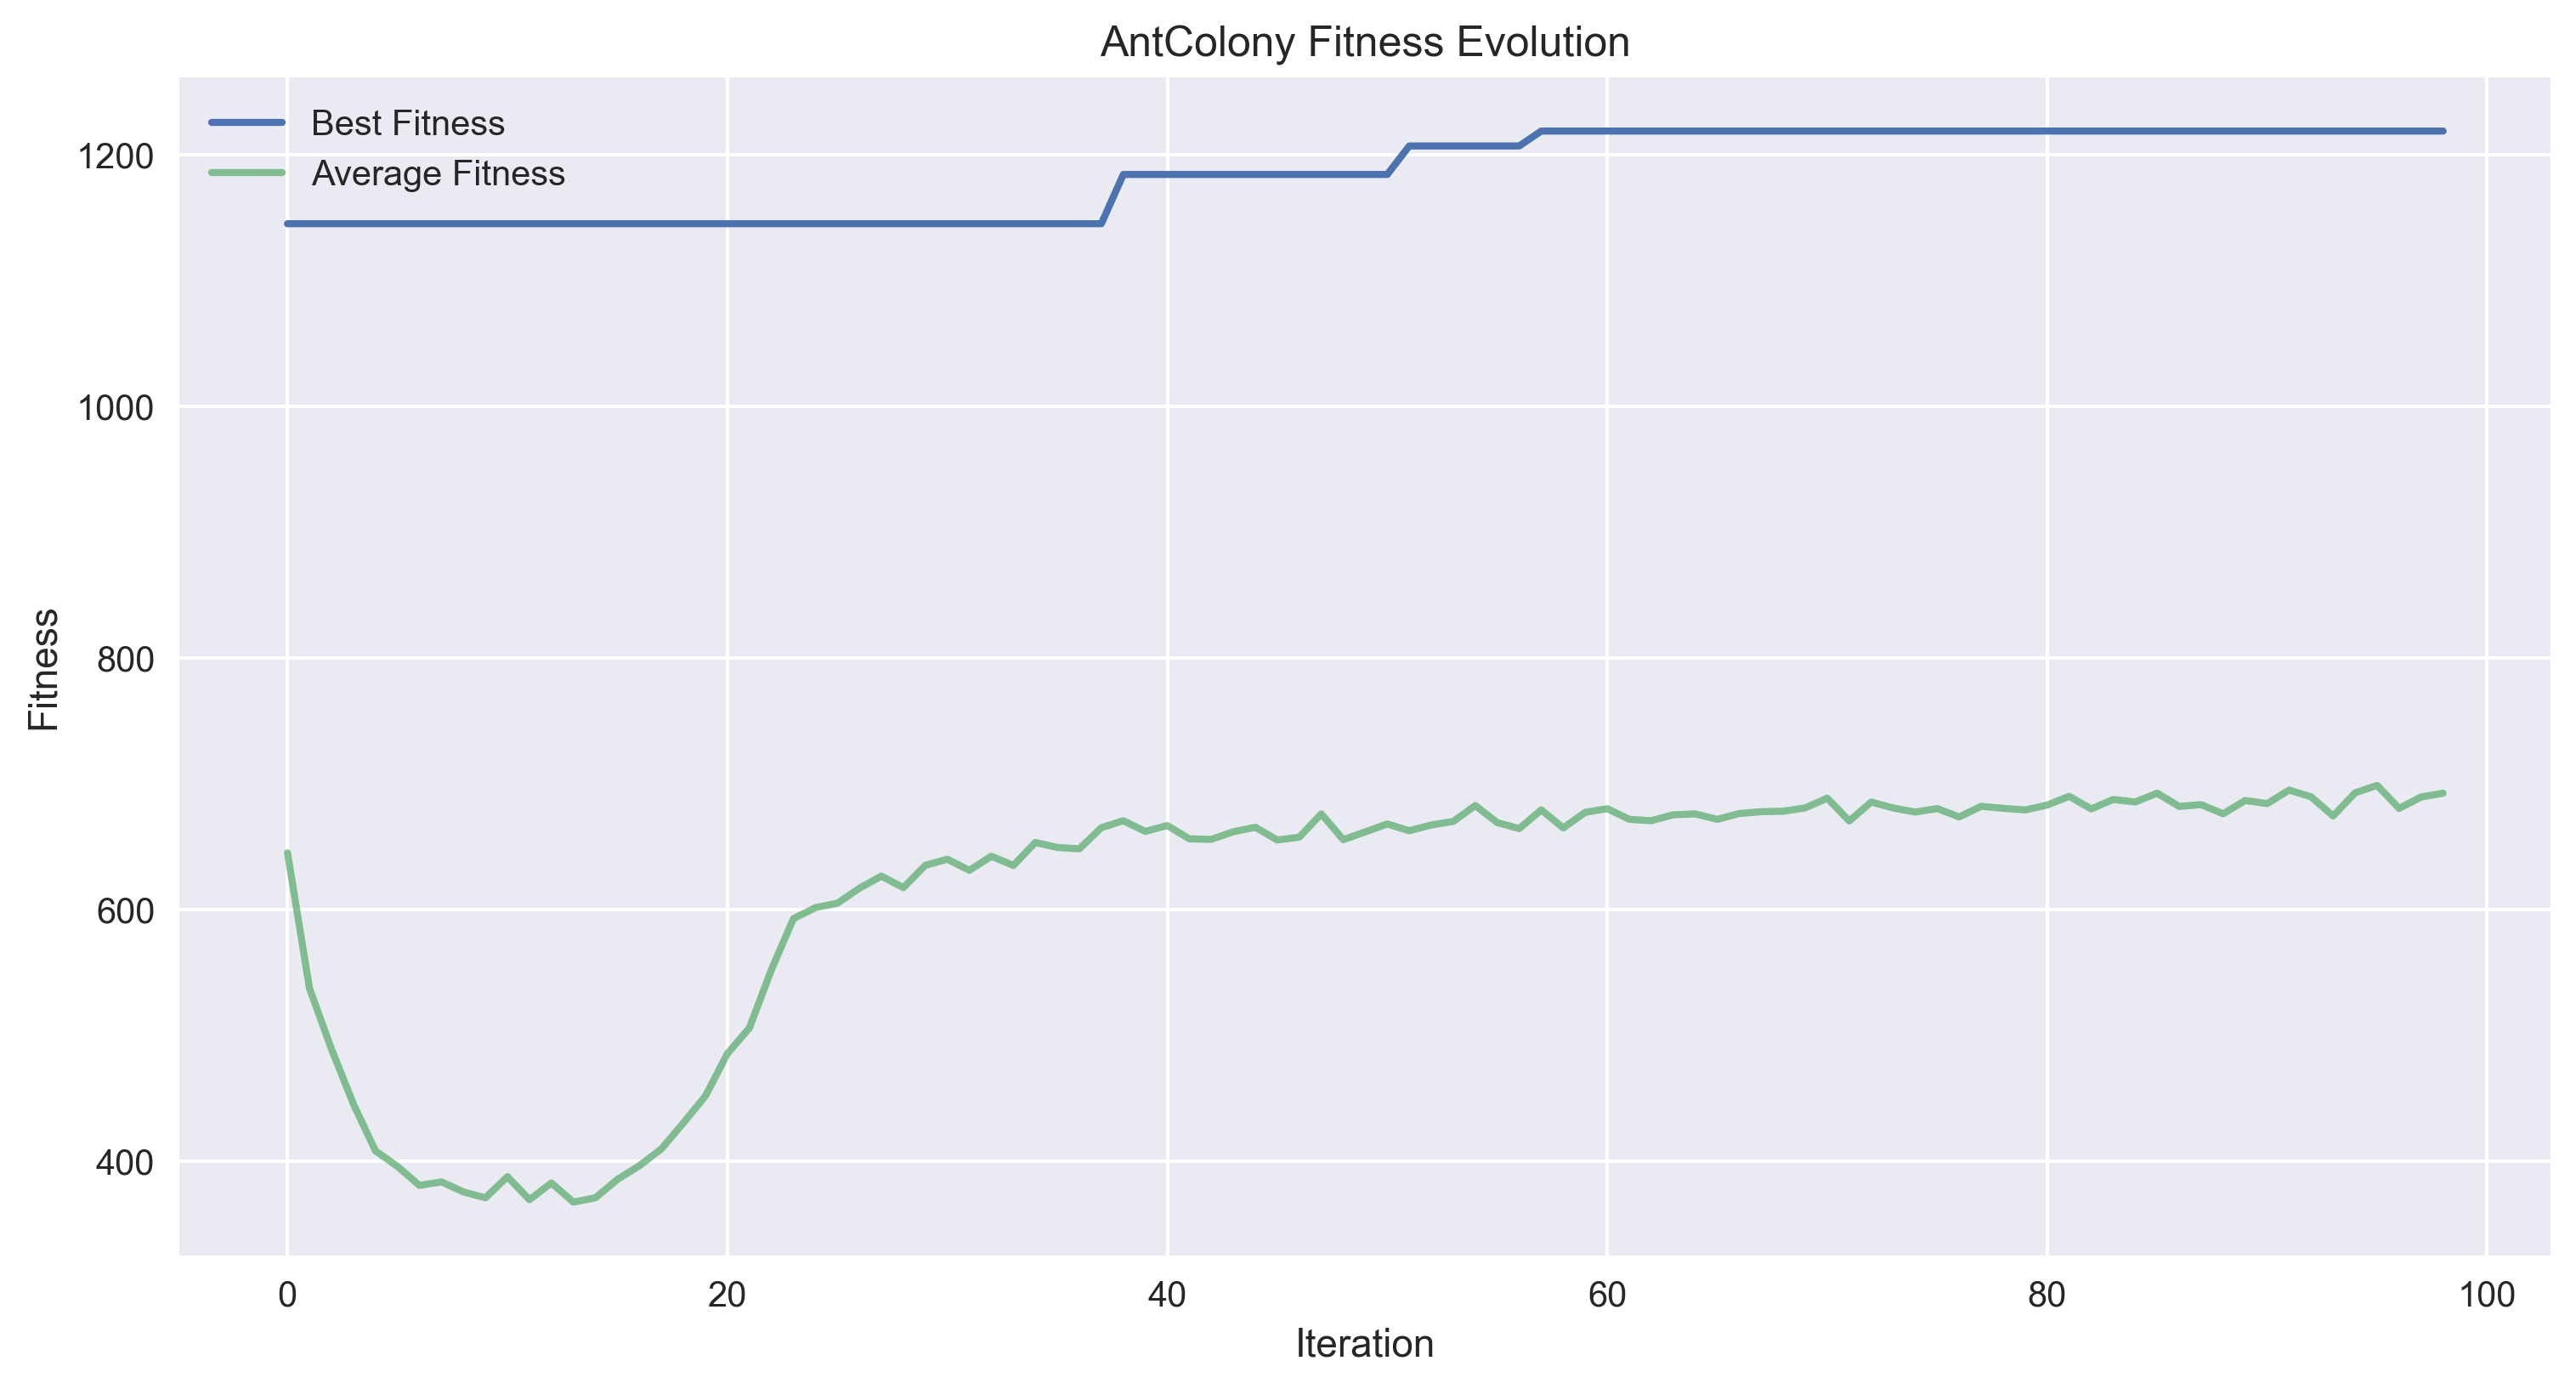 AntColony Fitness Evolution
Best Fitness
Average Fitness
1200
1000
800
600
400
Fitness
0 20 40 60 80 100
Iteration